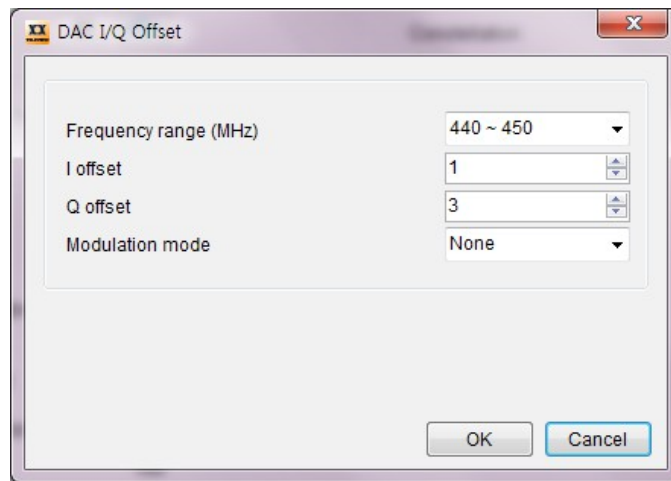 DAC I/Q Offset
Frequency range (MHz) 440 ~ 450
I offset 1
Q offset 3
Modulation mode None
OK Cancel